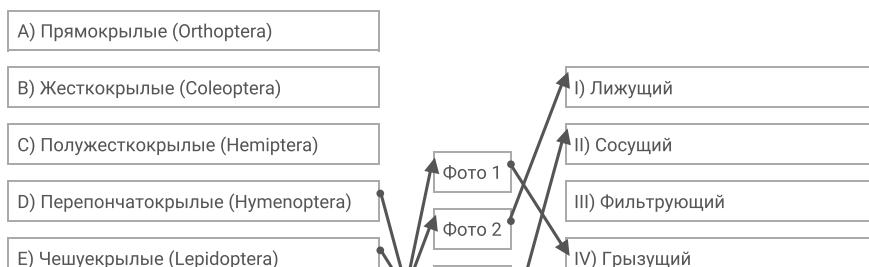 A) Прямокрылые (Orthoptera)
B) Жесткокрылые (Coleoptera)
C) Полужесткокрылые (Hemiptera)
D) Перепончатокрылые (Hymenoptera)
E) Чешуекрылые (Lepidoptera)
Фото 1
Фото 2
I) Лижущий
II) Сосущий
III) Фильтрующий
IV) Грызущий